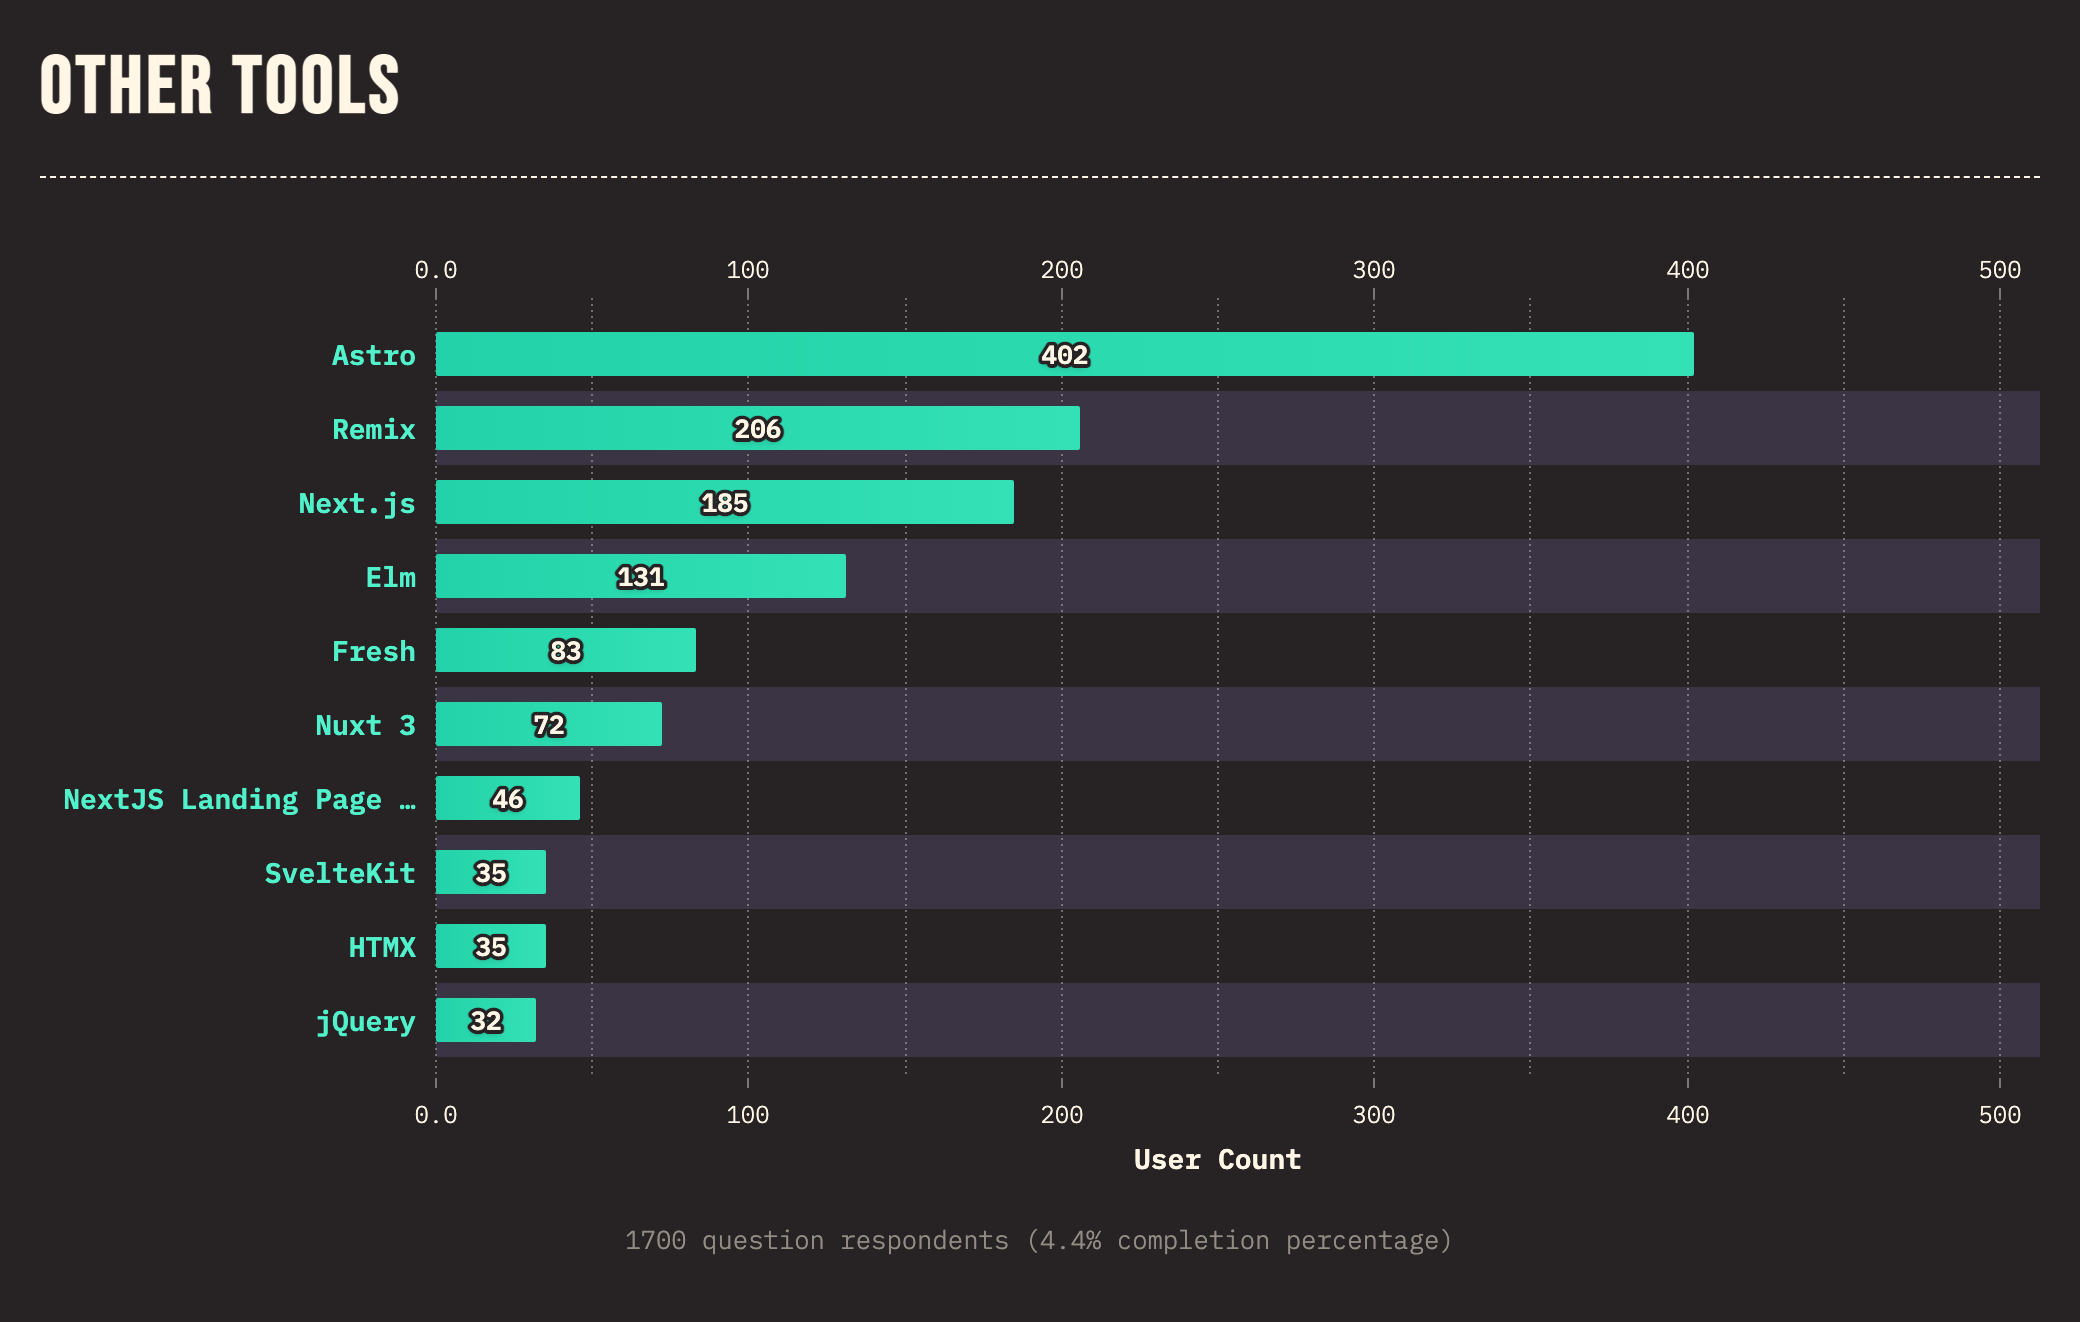 OTHER TOOLS
0.0 100 200 300 400 500
Astro 402
Remix 206
Next.js 185
Elm 131
Fresh 83
Nuxt 3 72
NextJS Landing Page … 46
SvelteKit 35
HTMX 35
jQuery 32
0.0 100 200 300 400 500
User Count
1700 question respondents (4.4% completion percentage)